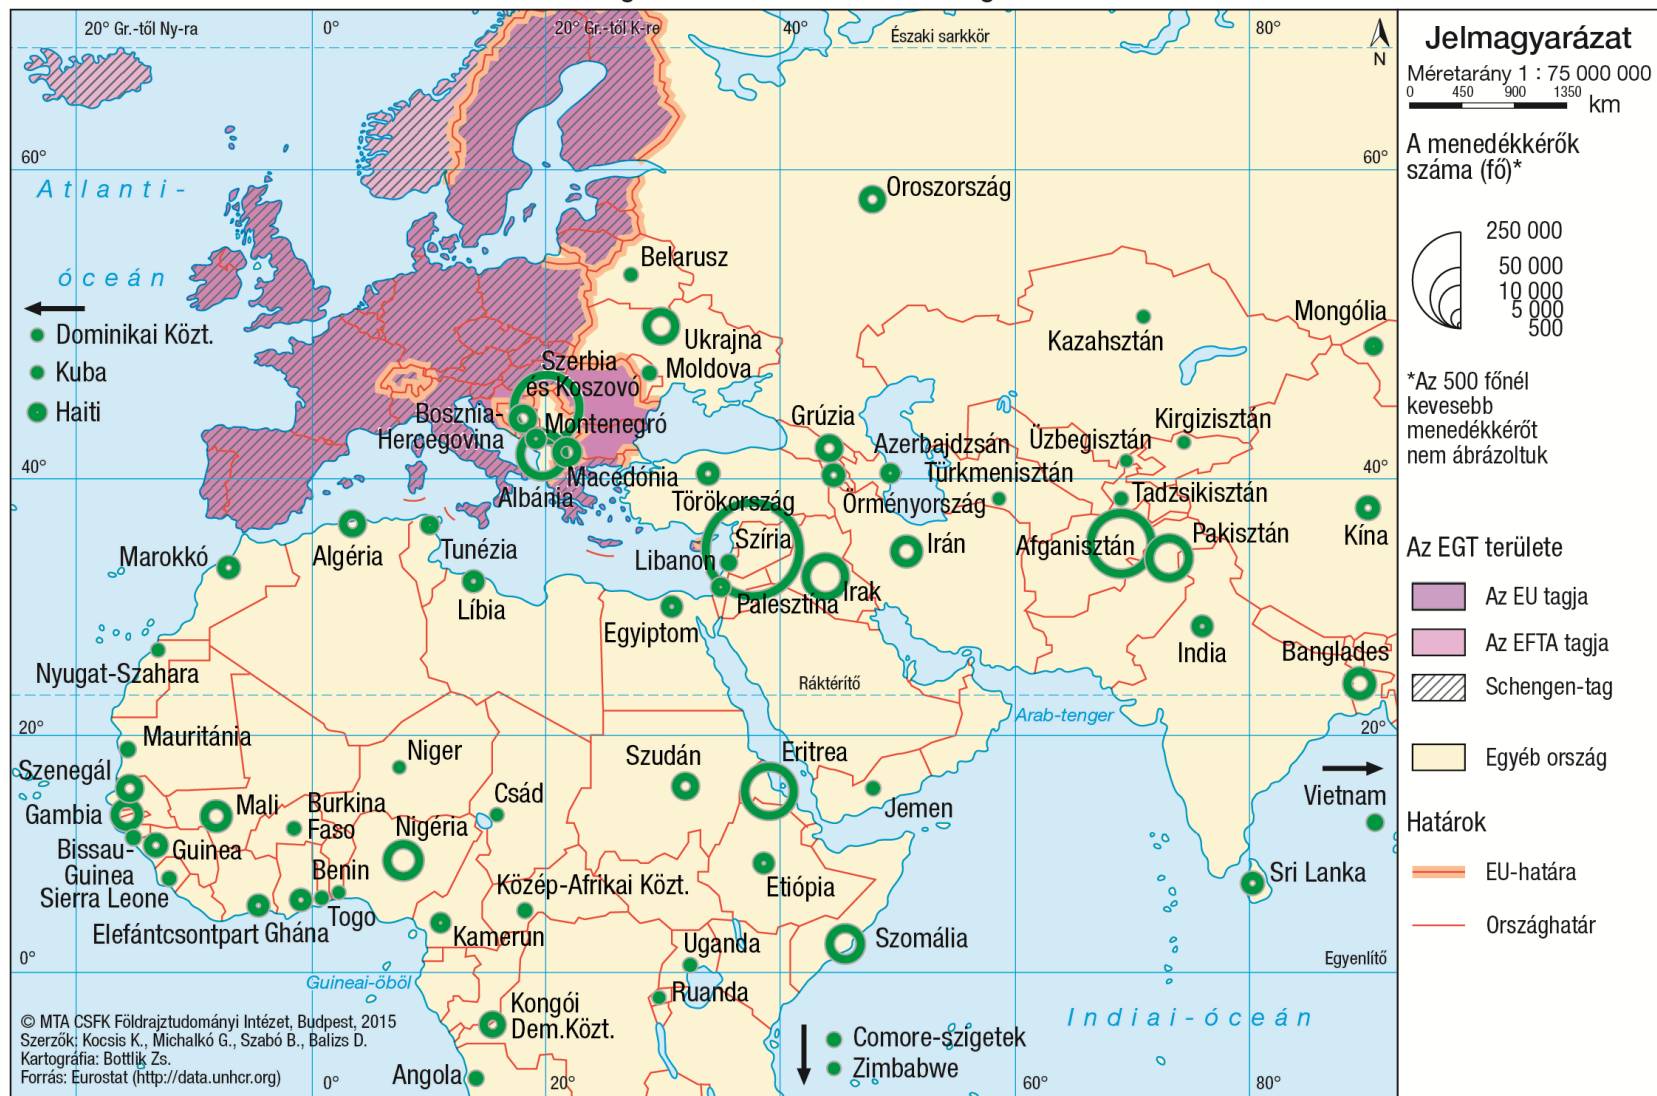 20° Gr.-től Ny-ra
0°
20° Gr.-től K-re
40°
Északi sarkkör
80°
N
60°
60°
Atlanti-
óceán
Oroszország
Belarusz
Dominikai Közt.
Kuba
Haiti
Ukrajna
Moldova
Kazahsztán
Mongólia
Szerbia
és Koszovó
Bosznia-
Hercegovina
Montenegró
Macedónia
Albánia
Grúzia
Azerbajdzsán
Örményország
Törökország
Türkmenisztán
Üzbegisztán
Kirgizisztán
Tadzsikisztán
40°
40°
Kína
Marokkó
Algéria
Tunézia
Líbia
Libanon
Szíria
Palesztina
Irak
Irán
Afganisztán
Pakisztán
Egyiptom
India
Banglades
Nyugat-Szahara
Ráktérítő
Arab-tenger
20°
20°
Mauritánia
Szenegál
Gambia
Bissau-
Guinea
Guinea
Sierra Leone
Mali
Burkina
Faso
Niger
Nigéria
Benin
Togo
Ghána
Elefántcsontpart
Csád
Szudán
Eritrea
Jemen
Etiópia
Közép-Afrikai Közt.
Kamerun
Uganda
Ruanda
Szomália
Vietnam
Sri Lanka
0°
Egyenlítő
Guineai-öböl
Kongói
Dem.Közt.
Angola
Indiai-óceán
Comore-szigetek
Zimbabwe
© MTA CSFK Földrajztudományi Intézet, Budpest, 2015
Szerzők: Kocsis K., Michalkó G., Szabó B., Balizs D.
Kartográfia: Bottlik Zs.
Forrás: Eurostat (http://data.unhcr.org)
0°
20°
60°
80°
Jelmagyarázat
Méretarány 1 : 75 000 000
0 450 900 1350
km
A menedékkérők
száma (fő)*
250 000
50 000
10 000
5 000
500
*Az 500 főnél
kevesebb
menedékkérőt
nem ábrázoltuk
Az EGT területe
Az EU tagja
Az EFTA tagja
Schengen-tag
Egyéb ország
Határok
EU-határa
Országhatár